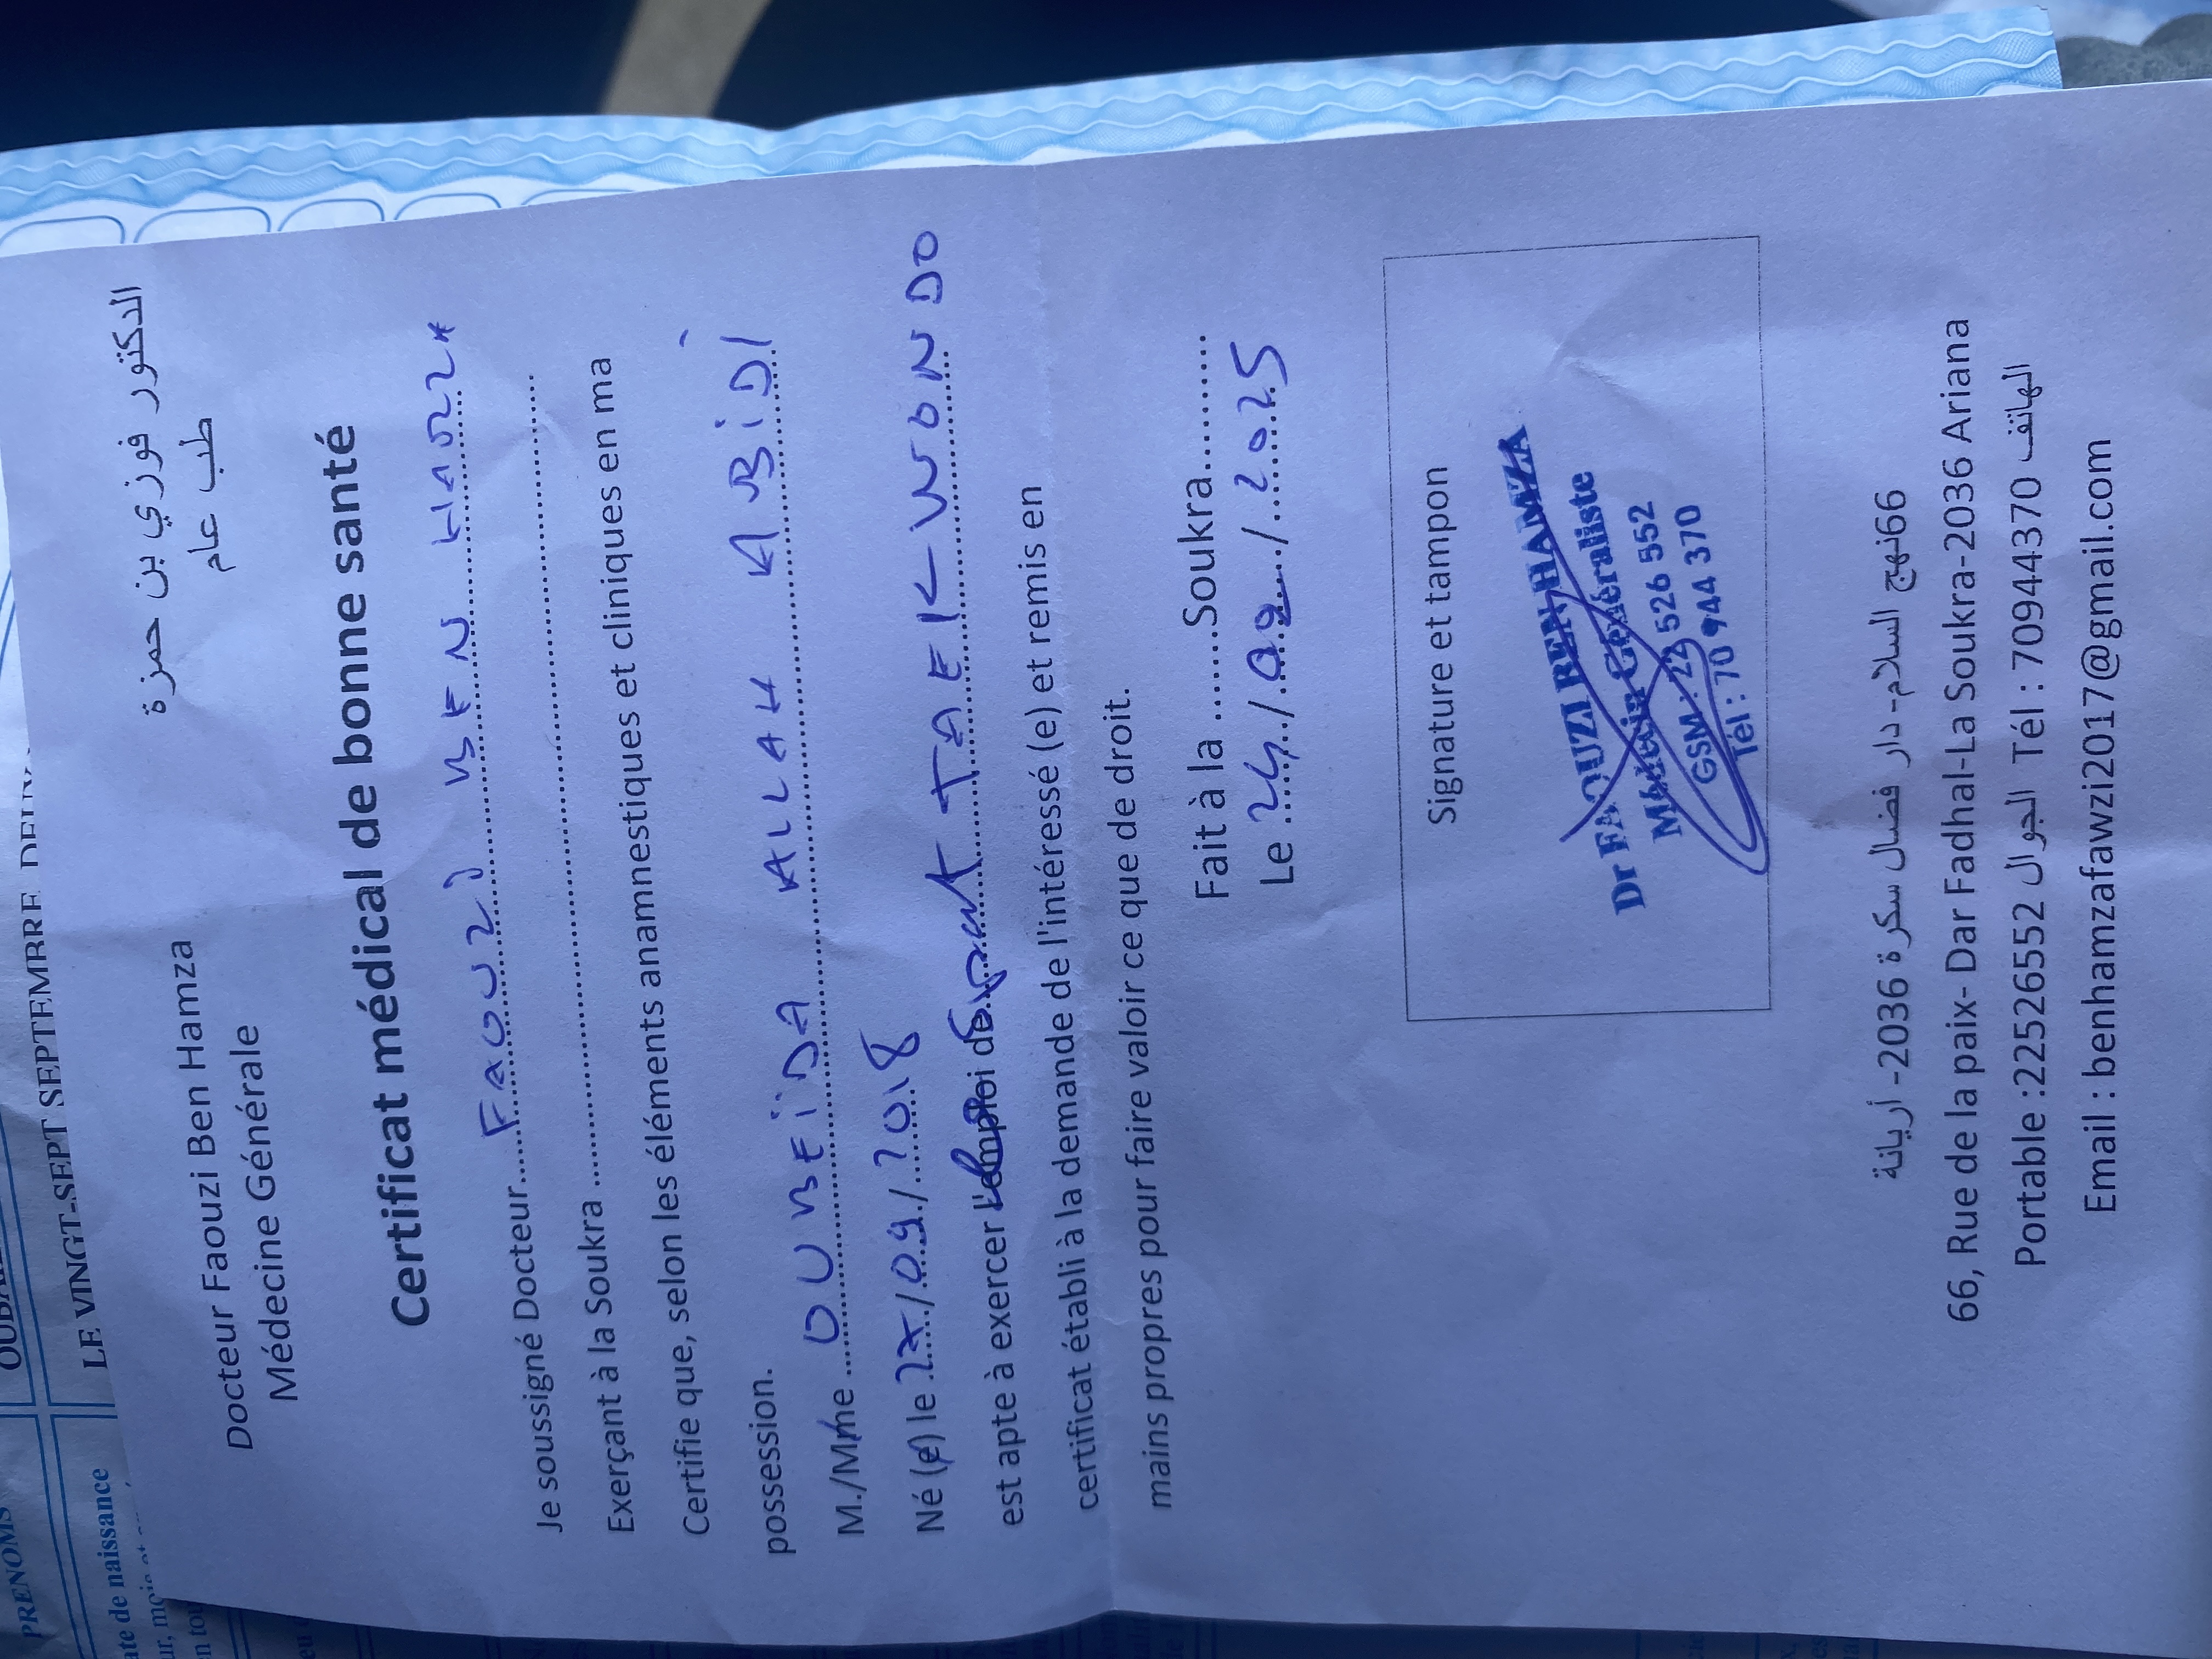 PRENOMS
LE VINGT-SEPT SEPTEMBRE
ate de naissance
Docteur Faouzi Ben Hamza
Médecine Générale
الدكتور فوزي بن حمزة
طب عام
Certificat médical de bonne santé
Je soussigné Docteur......FAOUZI BEN HAMZA
Exerçant à la Soukra ......
Certifie que, selon les éléments anamnestiques et cliniques en ma
possession.
M./Mme ...OUBEÏDA ALLAH ABIDI
Né (e) le 27/09/2018
est apte à exercer l'emploi de TAEKWONDO
certificat établi à la demande de l'intéressé (e) et remis en
mains propres pour faire valoir ce que de droit.
Fait à la .......Soukra..........
Le 24/09/2025
Signature et tampon
Dr FAOUZI BEN HAMZA
Médecin Généraliste
GSM : 22 526 552
Tél : 70 944 370
66نهج السلام- دار فضال سكرة 2036- أريانة
66, Rue de la paix- Dar Fadhal-La Soukra-2036 Ariana
Portable :22526552 الجوال Tél : 70944370 الهاتف
Email : benhamzafawzi2017@gmail.com